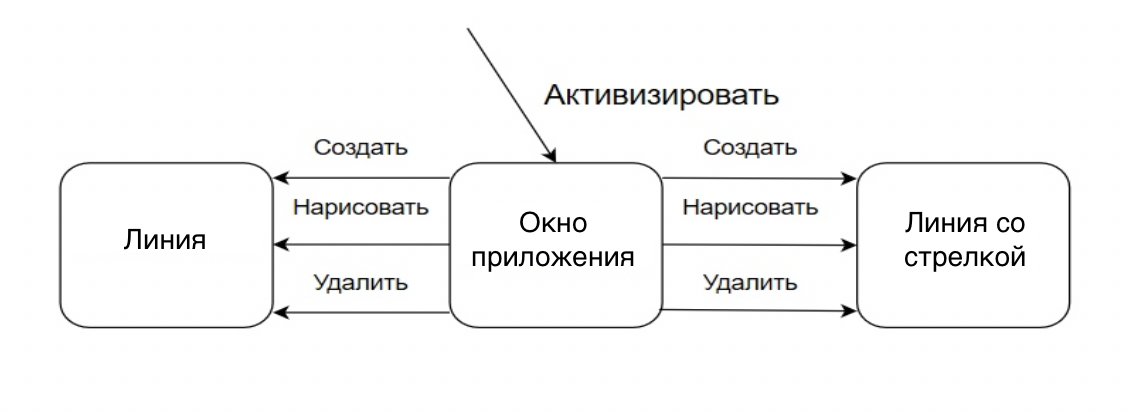 Активизировать
Создать
Создать
Нарисовать
Нарисовать
Линия
Окно
приложения
Линия со
стрелкой
Удалить
Удалить